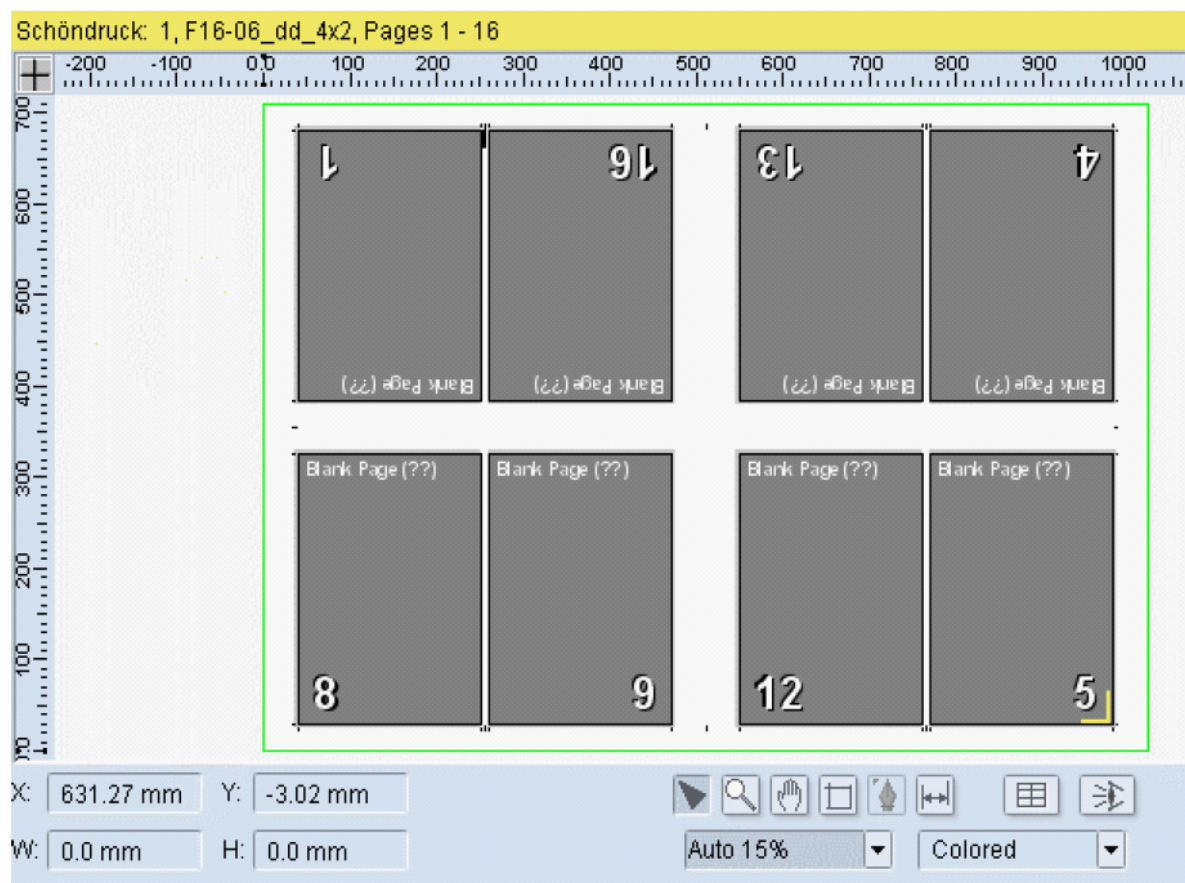 Schöndruck: 1, F16-06_dd_4x2, Pages 1 - 16
-200 -100 0,0 100 200 300 400 500 600 700 800 900 1000
700
600
500
400
300
200
100
0,0
1 16 13 4
Blank Page (??) Blank Page (??) Blank Page (??) Blank Page (??)
Blank Page (??) Blank Page (??) Blank Page (??) Blank Page (??)
8 9 12 5
X: 631.27 mm Y: -3.02 mm
W: 0.0 mm H: 0.0 mm Auto 15% Colored